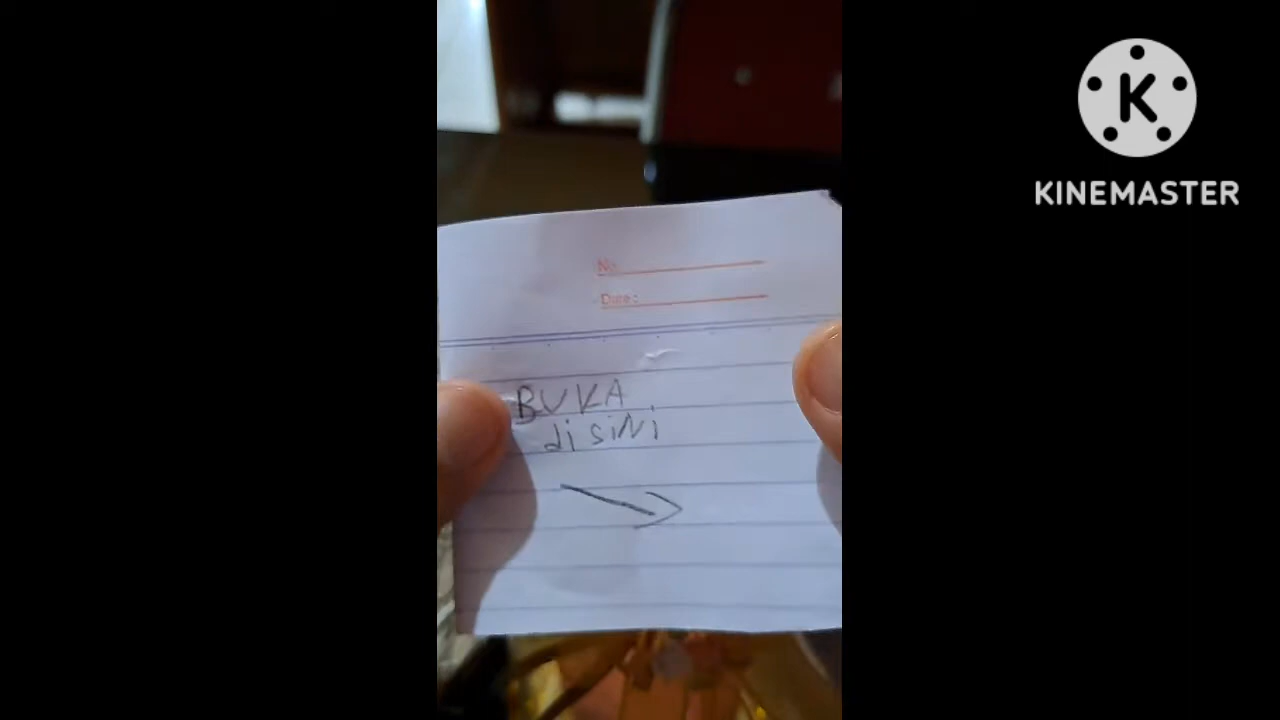 KINEMASTER
No
Date :
BUKA
di siNi